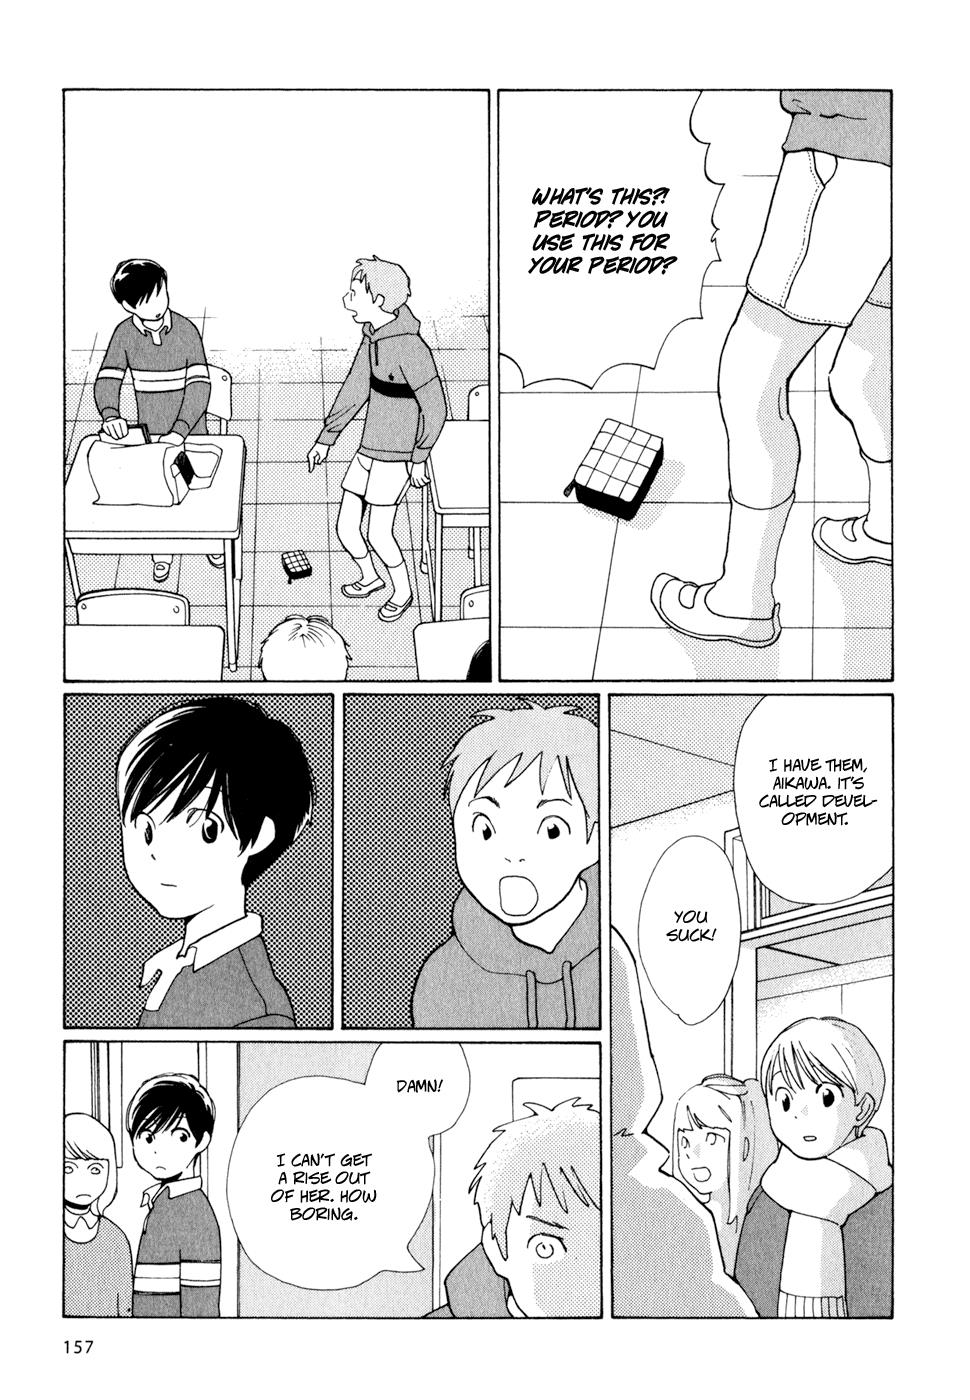 WHAT'S THIS?!
PERIOD? YOU
USE THIS FOR
YOUR PERIOD?
I HAVE THEM,
AIKAWA. IT'S
CALLED DEVEL-
OPMENT.
YOU
SUCK!
DAMN!
I CAN'T GET
A RISE OUT
OF HER. HOW
BORING.
157